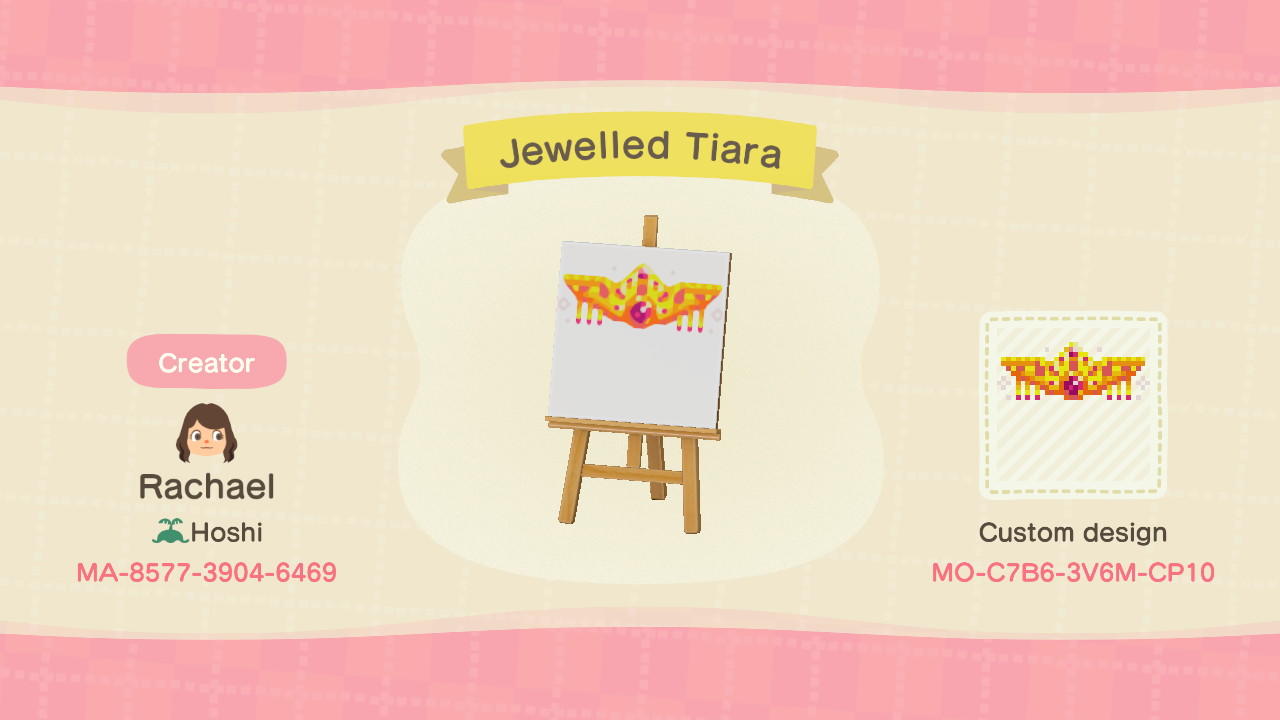 Jewelled Tiara
Creator
Rachael
Hoshi
MA-8577-3904-6469
Custom design
MO-C7B6-3V6M-CP10